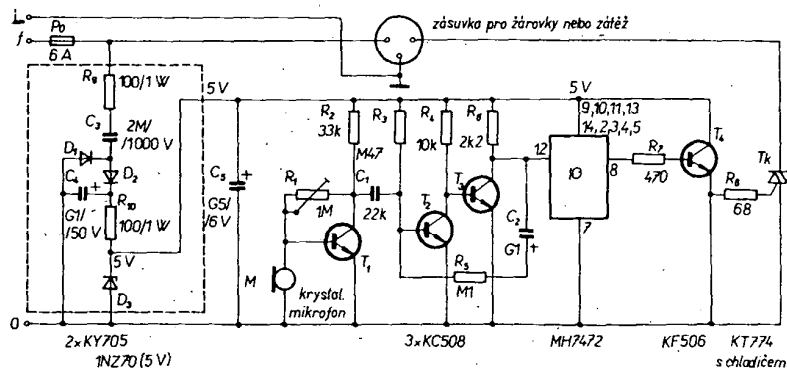 zásuvka pro žárovky nebo zátěž
f
Po
6 A
R9
100/1 W
C3
2M/
/1000 V
D1
D2
C4
G1/
/50 V
R10
100/1 W
5 V
D3
0
5 V
C5
G5/
/6 V
M
krystal.
mikrofon
R1
1M
R2
33k
M47
C1
22k
T1
R3
R4
10k
T2
R6
2k2
T3
R5
M1
C2
G1
5 V
9,10,11,13
14,2,3,4,5
12
IO
8
7
R7
470
T4
R8
68
Tk
2×KY705
1NZ70 (5 V)
3×KC508
MH7472
KF506
KT774
s chladičem